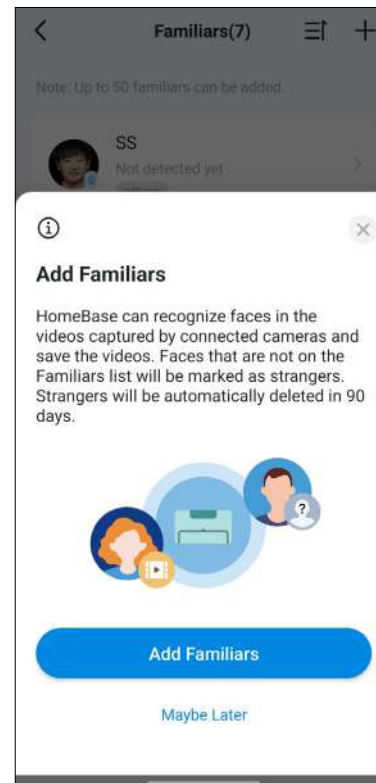 Familiars(7)
Note: Up to 50 familiars can be added.
SS
Not detected yet
Add Familiars
HomeBase can recognize faces in the
videos captured by connected cameras and
save the videos. Faces that are not on the
Familiars list will be marked as strangers.
Strangers will be automatically deleted in 90
days.
?
Add Familiars
Maybe Later